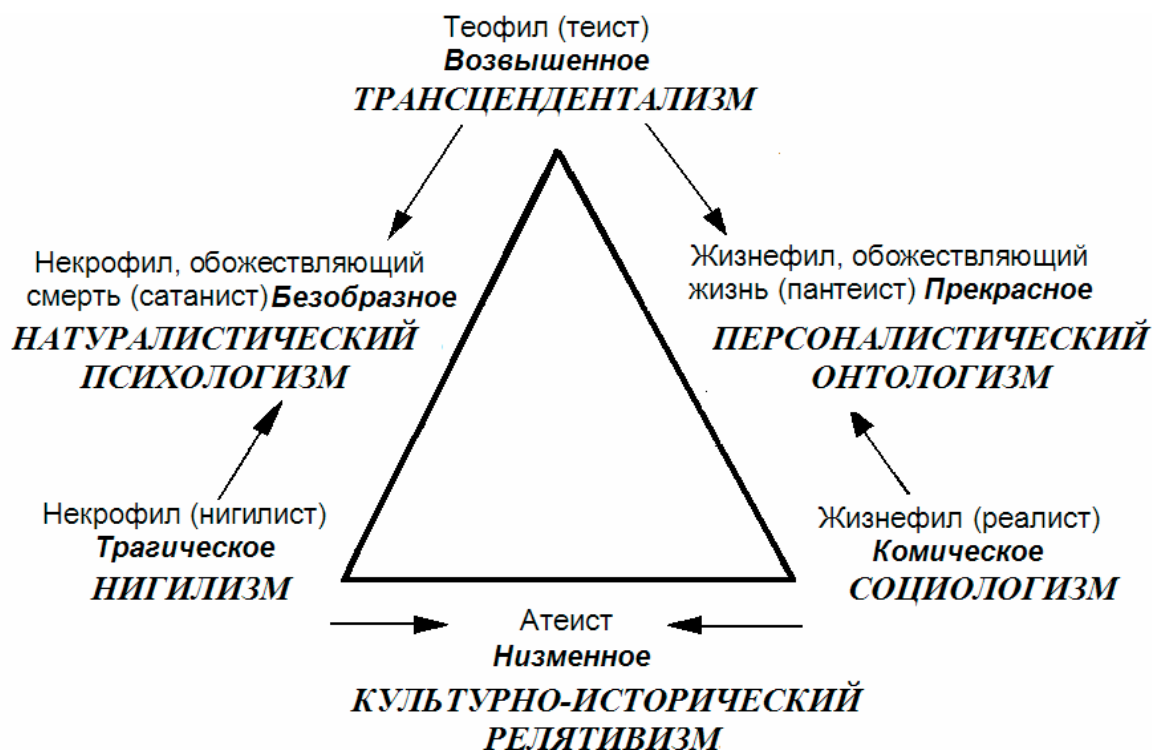 Теофил (теист)
Возвышенное
ТРАНСЦЕНДЕНТАЛИЗМ
Некрофил, обожествляющий
смерть (сатанист) Безобразное
НАТУРАЛИСТИЧЕСКИЙ
ПСИХОЛОГИЗМ
Жизнефил, обожествляющий
жизнь (пантеист) Прекрасное
ПЕРСОНАЛИСТИЧЕСКИЙ
ОНТОЛОГИЗМ
Некрофил (нигилист)
Трагическое
НИГИЛИЗМ
Жизнефил (реалист)
Комическое
СОЦИОЛОГИЗМ
Атеист
Низменное
КУЛЬТУРНО-ИСТОРИЧЕСКИЙ
РЕЛЯТИВИЗМ